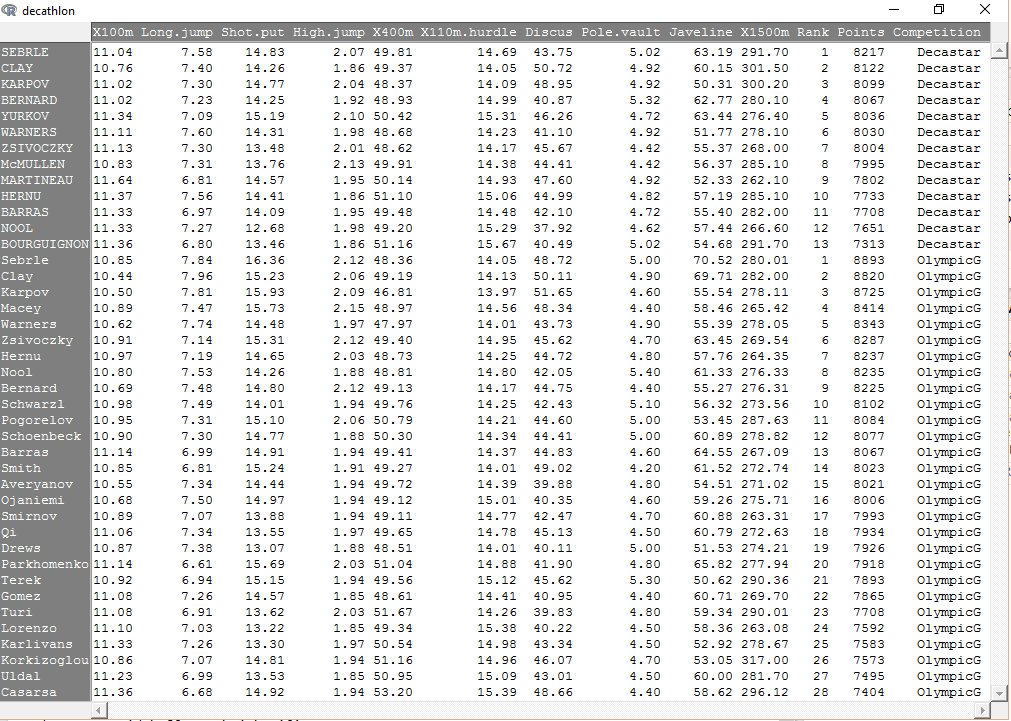 decathlon
X100m Long.jump Shot.put High.jump X400m X110m.hurdle Discus Pole.vault Javeline X1500m Rank Points Competition
SEBRLE 11.04 7.58 14.83 2.07 49.81 14.69 43.75 5.02 63.19 291.70 1 8217 Decastar
CLAY 10.76 7.40 14.26 1.86 49.37 14.05 50.72 4.92 60.15 301.50 2 8122 Decastar
KARPOV 11.02 7.30 14.77 2.04 48.37 14.09 48.95 4.92 50.31 300.20 3 8099 Decastar
BERNARD 11.02 7.23 14.25 1.92 48.93 14.99 40.87 5.32 62.77 280.10 4 8067 Decastar
YURKOV 11.34 7.09 15.19 2.10 50.42 15.31 46.26 4.72 63.44 276.40 5 8036 Decastar
WARNERS 11.11 7.60 14.31 1.98 48.68 14.23 41.10 4.92 51.77 278.10 6 8030 Decastar
ZSIVOCZKY 11.13 7.30 13.48 2.01 48.62 14.17 45.67 4.42 55.37 268.00 7 8004 Decastar
McMULLEN 10.83 7.31 13.76 2.13 49.91 14.38 44.41 4.42 56.37 285.10 8 7995 Decastar
MARTINEAU 11.64 6.81 14.57 1.95 50.14 14.93 47.60 4.92 52.33 262.10 9 7802 Decastar
HERNU 11.37 7.56 14.41 1.86 51.10 15.06 44.99 4.82 57.19 285.10 10 7733 Decastar
BARRAS 11.33 6.97 14.09 1.95 49.48 14.48 42.10 4.72 55.40 282.00 11 7708 Decastar
NOOL 11.33 7.27 12.68 1.98 49.20 15.29 37.92 4.62 57.44 266.60 12 7651 Decastar
BOURGUIGNON 11.36 6.80 13.46 1.86 51.16 15.67 40.49 5.02 54.68 291.70 13 7313 Decastar
Sebrle 10.85 7.84 16.36 2.12 48.36 14.05 48.72 5.00 70.52 280.01 1 8893 OlympicG
Clay 10.44 7.96 15.23 2.06 49.19 14.13 50.11 4.90 69.71 282.00 2 8820 OlympicG
Karpov 10.50 7.81 15.93 2.09 46.81 13.97 51.65 4.60 55.54 278.11 3 8725 OlympicG
Macey 10.89 7.47 15.73 2.15 48.97 14.56 48.34 4.40 58.46 265.42 4 8414 OlympicG
Warners 10.62 7.74 14.48 1.97 47.97 14.01 43.73 4.90 55.39 278.05 5 8343 OlympicG
Zsivoczky 10.91 7.14 15.31 2.12 49.40 14.95 45.62 4.70 63.45 269.54 6 8287 OlympicG
Hernu 10.97 7.19 14.65 2.03 48.73 14.25 44.72 4.80 57.76 264.35 7 8237 OlympicG
Nool 10.80 7.53 14.26 1.88 48.81 14.80 42.05 5.40 61.33 276.33 8 8235 OlympicG
Bernard 10.69 7.48 14.80 2.12 49.13 14.17 44.75 4.40 55.27 276.31 9 8225 OlympicG
Schwarzl 10.98 7.49 14.01 1.94 49.76 14.25 42.43 5.10 56.32 273.56 10 8102 OlympicG
Pogorelov 10.95 7.31 15.10 2.06 50.79 14.21 44.60 5.00 53.45 287.63 11 8084 OlympicG
Schoenbeck 10.90 7.30 14.77 1.88 50.30 14.34 44.41 5.00 60.89 278.82 12 8077 OlympicG
Barras 11.14 6.99 14.91 1.94 49.41 14.37 44.83 4.60 64.55 267.09 13 8067 OlympicG
Smith 10.85 6.81 15.24 1.91 49.27 14.01 49.02 4.20 61.52 272.74 14 8023 OlympicG
Averyanov 10.55 7.34 14.44 1.94 49.72 14.39 39.88 4.80 54.51 271.02 15 8021 OlympicG
Ojaniemi 10.68 7.50 14.97 1.94 49.12 15.01 40.35 4.60 59.26 275.71 16 8006 OlympicG
Smirnov 10.89 7.07 13.88 1.94 49.11 14.77 42.47 4.70 60.88 263.31 17 7993 OlympicG
Qi 11.06 7.34 13.55 1.97 49.65 14.78 45.13 4.50 60.79 272.63 18 7934 OlympicG
Drews 10.87 7.38 13.07 1.88 48.51 14.01 40.11 5.00 51.53 274.21 19 7926 OlympicG
Parkhomenko 11.14 6.61 15.69 2.03 51.04 14.88 41.90 4.80 65.82 277.94 20 7918 OlympicG
Terek 10.92 6.94 15.15 1.94 49.56 15.12 45.62 5.30 50.62 290.36 21 7893 OlympicG
Gomez 11.08 7.26 14.57 1.85 48.61 14.41 40.95 4.40 60.71 269.70 22 7865 OlympicG
Turi 11.08 6.91 13.62 2.03 51.67 14.26 39.83 4.80 59.34 290.01 23 7708 OlympicG
Lorenzo 11.10 7.03 13.22 1.85 49.34 15.38 40.22 4.50 58.36 263.08 24 7592 OlympicG
Karlivans 11.33 7.26 13.30 1.97 50.54 14.98 43.34 4.50 52.92 278.67 25 7583 OlympicG
Korkizoglou 10.86 7.07 14.81 1.94 51.16 14.96 46.07 4.70 53.05 317.00 26 7573 OlympicG
Uldal 11.23 6.99 13.53 1.85 50.95 15.09 43.01 4.50 60.00 281.70 27 7495 OlympicG
Casarsa 11.36 6.68 14.92 1.94 53.20 15.39 48.66 4.40 58.62 296.12 28 7404 OlympicG